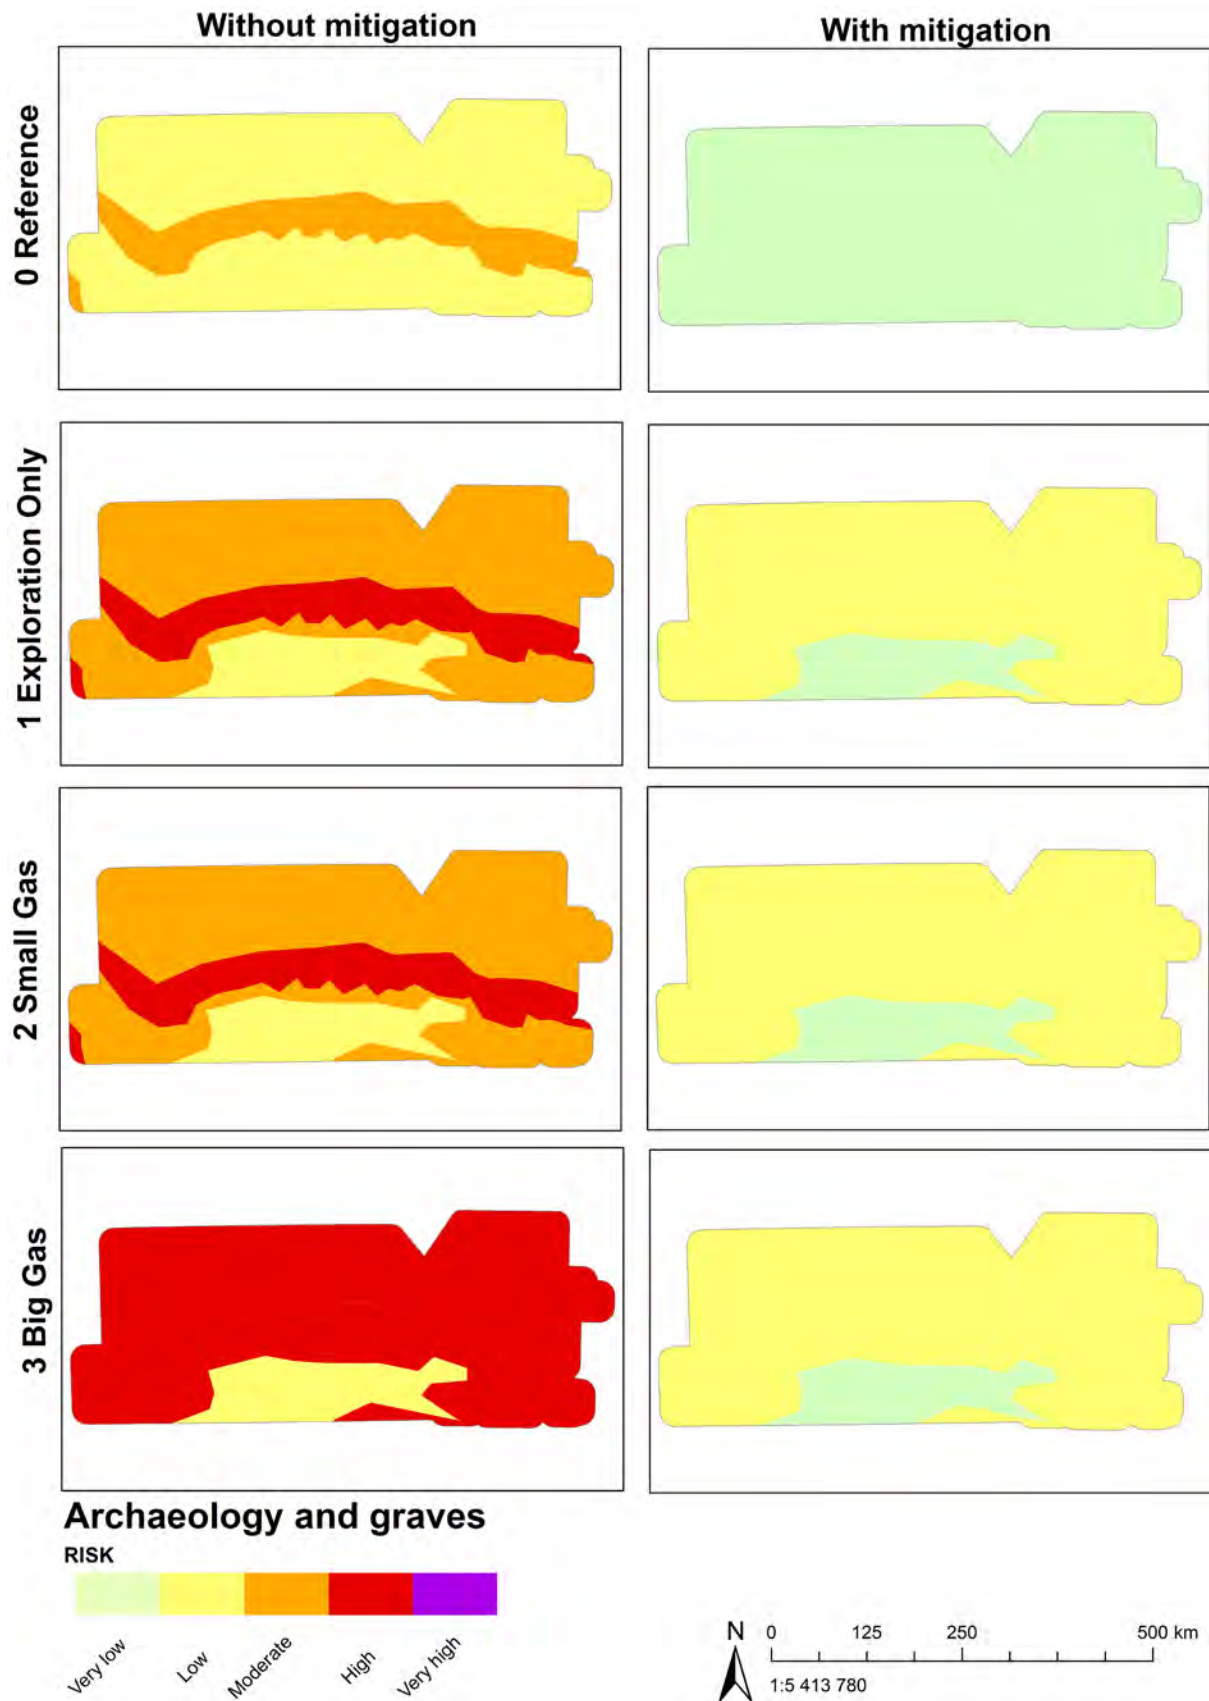 Without mitigation
With mitigation
0 Reference
1 Exploration Only
2 Small Gas
3 Big Gas
Archaeology and graves
RISK
Very low
Low
Moderate
High
Very high
N
0 125 250 500 km
1:5 413 780